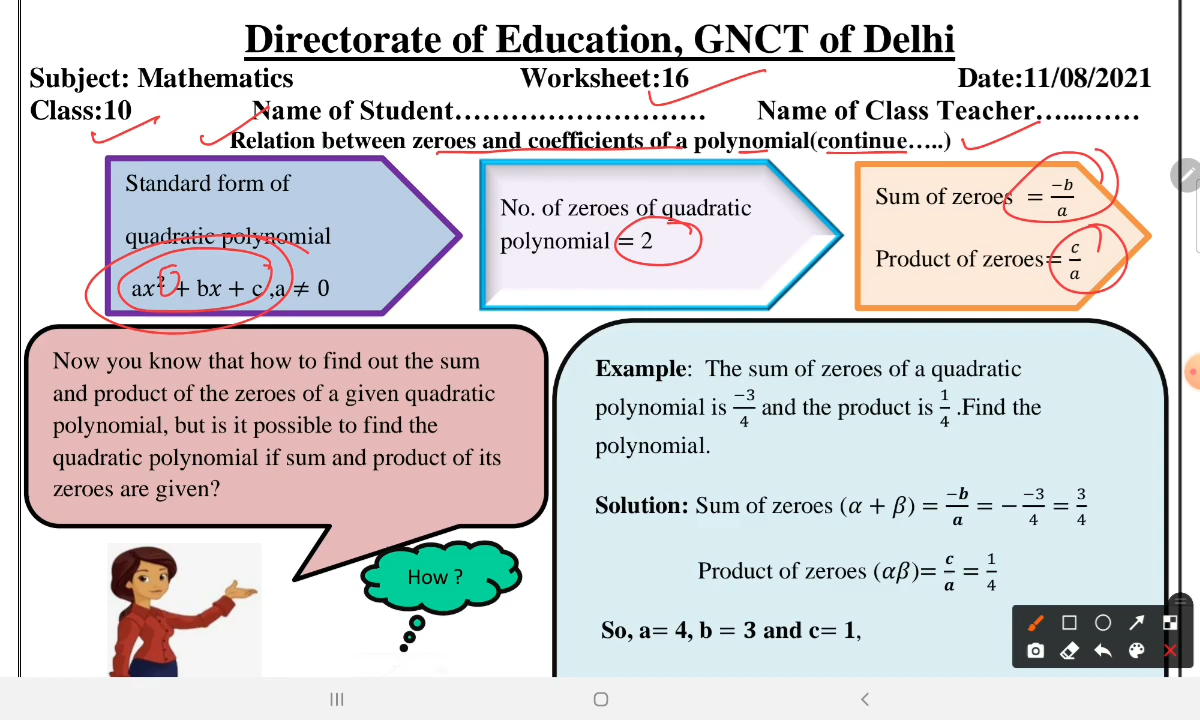 Directorate of Education, GNCT of Delhi
Subject: Mathematics Worksheet:16 Date:11/08/2021
Class:10 Name of Student………………………… Name of Class Teacher…...……
Relation between zeroes and coefficients of a polynomial(continue…..)
Standard form of
quadratic polynomial
ax² + bx + c ,a ≠ 0
No. of zeroes of quadratic
polynomial = 2
Sum of zeroes = -b/a
Product of zeroes= c/a
Now you know that how to find out the sum
and product of the zeroes of a given quadratic
polynomial, but is it possible to find the
quadratic polynomial if sum and product of its
zeroes are given?
How ?
Example: The sum of zeroes of a quadratic
polynomial is -3/4 and the product is 1/4 .Find the
polynomial.
Solution: Sum of zeroes (α + β) = -b/a = − -3/4 = 3/4
Product of zeroes (αβ)= c/a = 1/4
So, a= 4, b = 3 and c= 1,